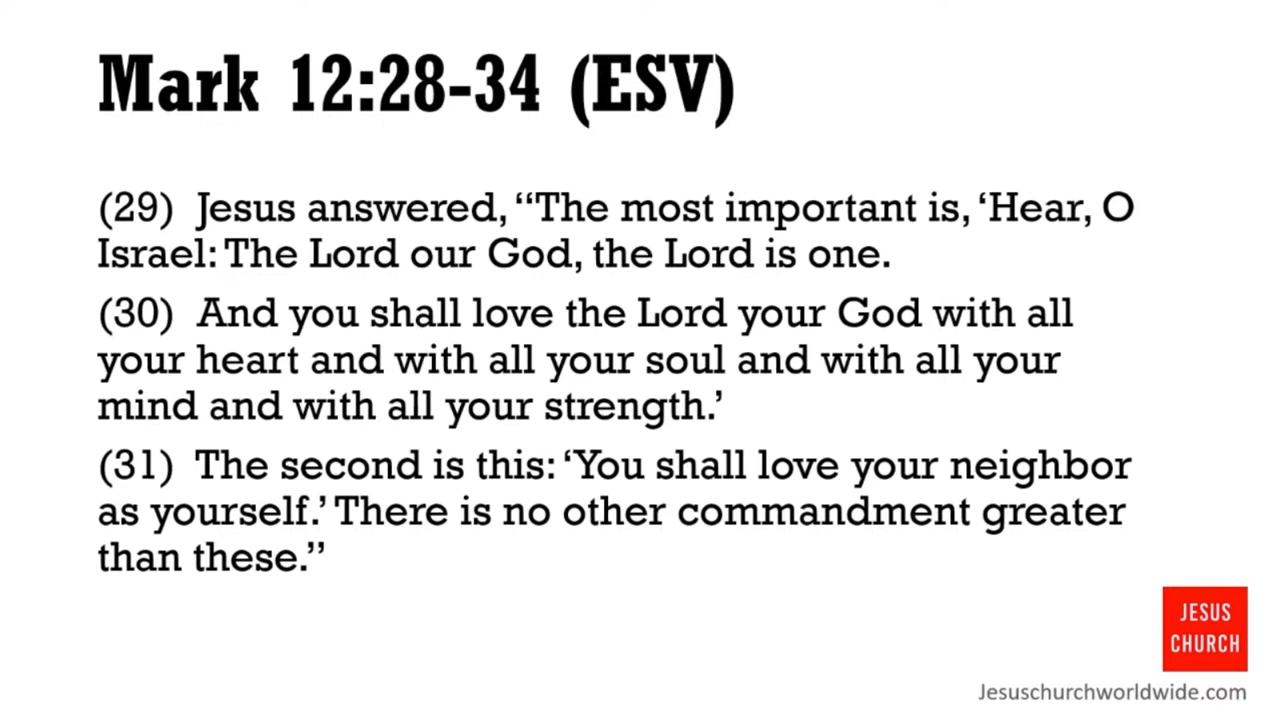 Mark 12:28-34 (ESV)
(29) Jesus answered, “The most important is, ‘Hear, O
Israel: The Lord our God, the Lord is one.
(30) And you shall love the Lord your God with all
your heart and with all your soul and with all your
mind and with all your strength.’
(31) The second is this: ‘You shall love your neighbor
as yourself.’ There is no other commandment greater
than these.”
JESUS
CHURCH
Jesuschurchworldwide.com